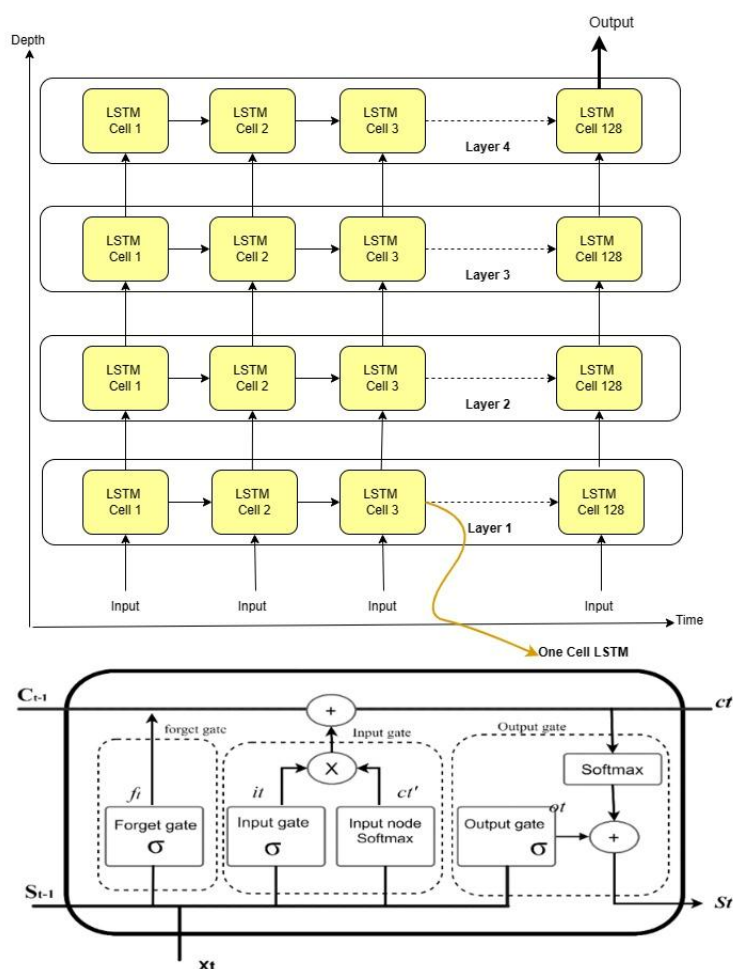 Output
Depth
LSTM
Cell 1
LSTM
Cell 2
LSTM
Cell 3
LSTM
Cell 128
Layer 4
LSTM
Cell 1
LSTM
Cell 2
LSTM
Cell 3
LSTM
Cell 128
Layer 3
LSTM
Cell 1
LSTM
Cell 2
LSTM
Cell 3
LSTM
Cell 128
Layer 2
LSTM
Cell 1
LSTM
Cell 2
LSTM
Cell 3
LSTM
Cell 128
Layer 1
Input
Input
Input
Input
Time
One Cell LSTM
Ct-1
ct
forget gate
Input gate
Output gate
+
X
Softmax
ft
it
ct'
ot
Forget gate
σ
Input gate
σ
Input node
Softmax
Output gate
σ
+
St-1
St
Xt